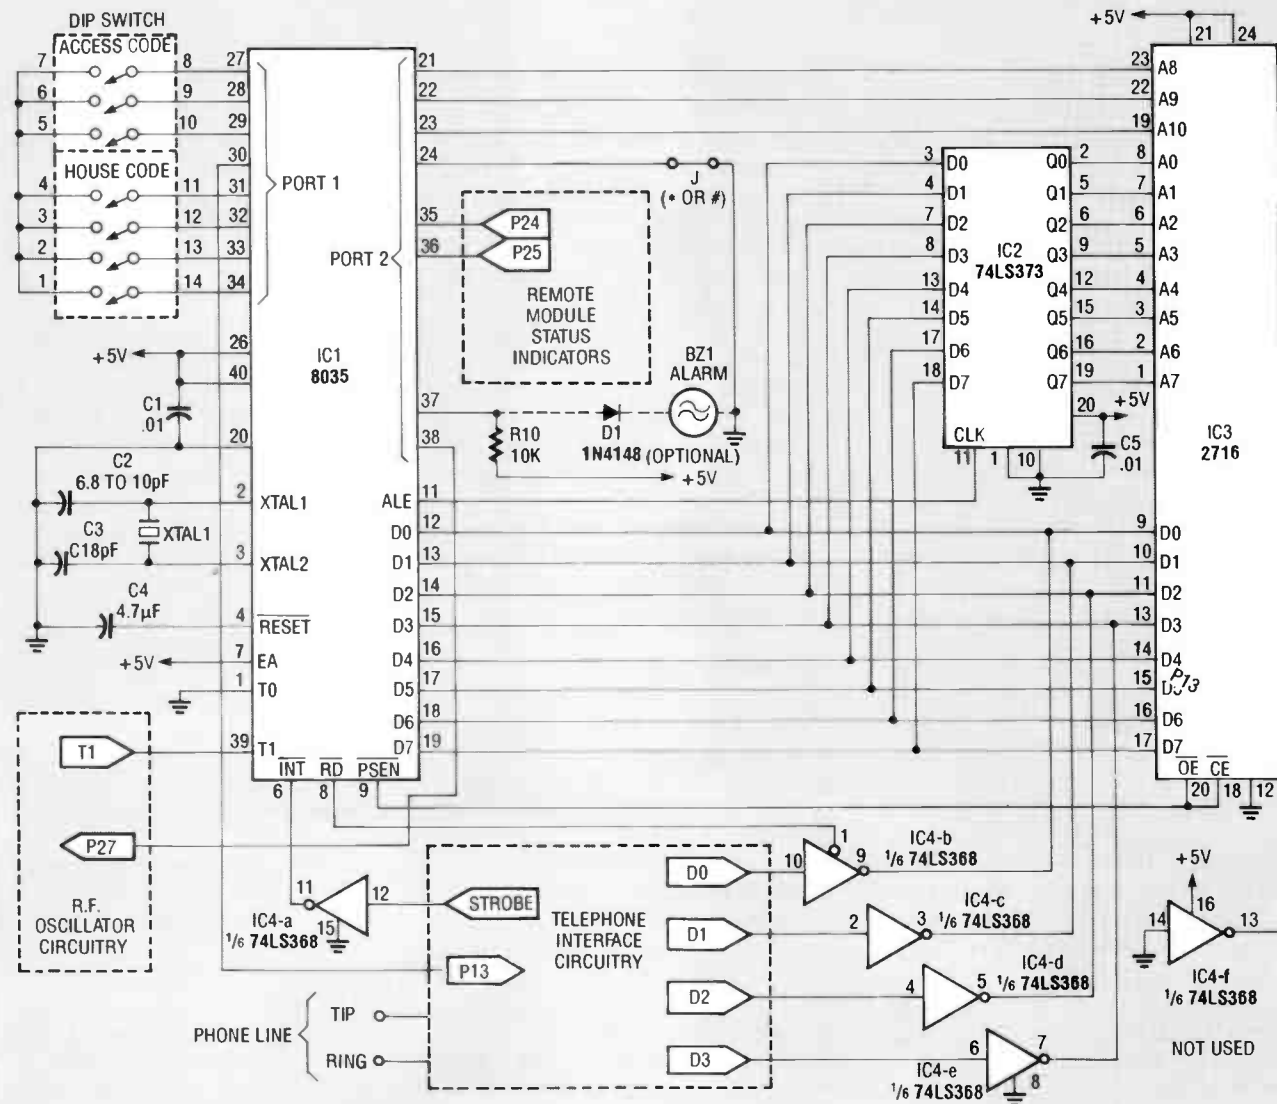 DIP SWITCH
ACCESS CODE
7 8 27
6 9 28
5 10 29
30
HOUSE CODE
4 11 31
3 12 32
2 13 33
1 14 34
PORT 1
+5V 26
40
C1
.01
20
C2
6.8 TO 10pF
2 XTAL1
C3
C18pF
XTAL1
3 XTAL2
C4
4.7µF
4 RESET
+5V 7 EA
1 T0
T1 39 T1
P27
R.F.
OSCILLATOR
CIRCUITRY
IC1
8035
PORT 2
21
22
23
24
35
36
37
38
ALE 11
D0 12
D1 13
D2 14
D3 15
D4 16
D5 17
D6 18
D7 19
INT RD PSEN
6 8 9
J
(* OR #)
P24
P25
REMOTE
MODULE
STATUS
INDICATORS
R10
10K
+5V
D1
1N4148
BZ1
ALARM
(OPTIONAL)
3 D0 Q0 2
4 D1 Q1 5
7 D2 Q2 6
8 D3 Q3 9
13 D4 Q4 12
14 D5 Q5 15
17 D6 Q6 16
18 D7 Q7 19
IC2
74LS373
20 +5V
CLK
11 1 10
C5
.01
+5V
21 24
23 A8
22 A9
19 A10
8 A0
7 A1
6 A2
5 A3
4 A4
3 A5
2 A6
1 A7
IC3
2716
9 D0
10 D1
11 D2
13 D3
14 D4
15 D5
P13
16 D6
17 D7
OE CE
20 18 12
11 12
IC4-a
1/6 74LS368
15
STROBE
P13
TELEPHONE
INTERFACE
CIRCUITRY
D0
D1
D2
D3
PHONE LINE
TIP
RING
10 1 9
IC4-b
1/6 74LS368
2 3
IC4-c
1/6 74LS368
4 5
IC4-d
1/6 74LS368
6 7
8
IC4-e
1/6 74LS368
+5V
14 16 13
IC4-f
1/6 74LS368
NOT USED